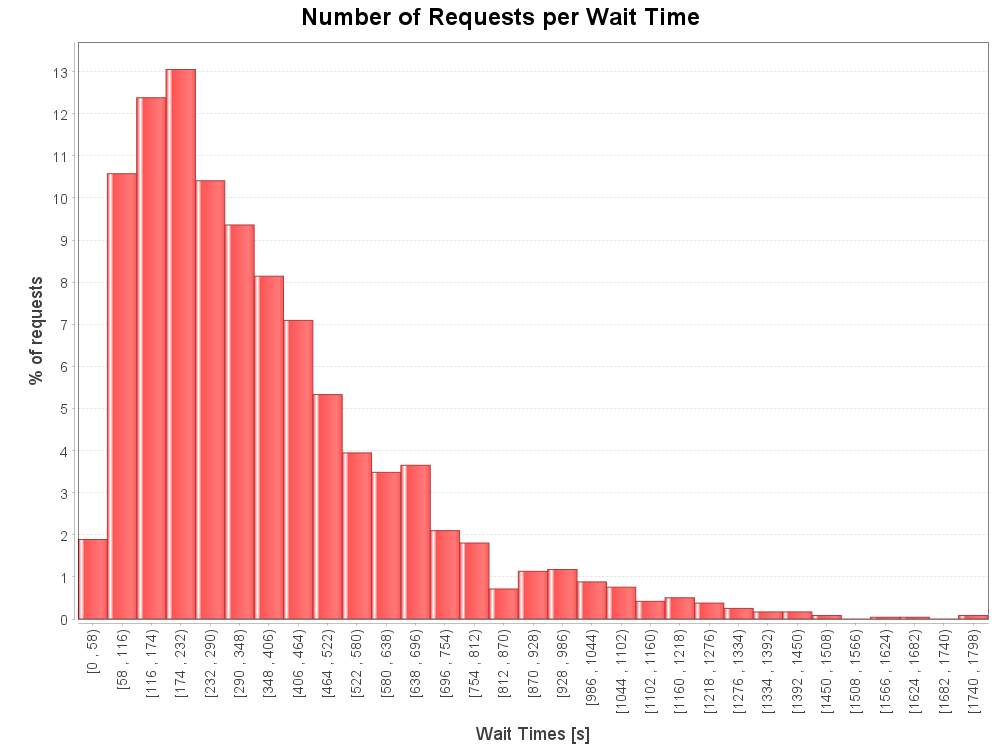 Number of Requests per Wait Time
% of requests
13
12
11
10
9
8
7
6
5
4
3
2
1
0
[0 , 58)
[58 , 116)
[116 , 174)
[174 , 232)
[232 , 290)
[290 , 348)
[348 , 406)
[406 , 464)
[464 , 522)
[522 , 580)
[580 , 638)
[638 , 696)
[696 , 754)
[754 , 812)
[812 , 870)
[870 , 928)
[928 , 986)
[986 , 1044)
[1044 , 1102)
[1102 , 1160)
[1160 , 1218)
[1218 , 1276)
[1276 , 1334)
[1334 , 1392)
[1392 , 1450)
[1450 , 1508)
[1508 , 1566)
[1566 , 1624)
[1624 , 1682)
[1682 , 1740)
[1740 , 1798)
Wait Times [s]